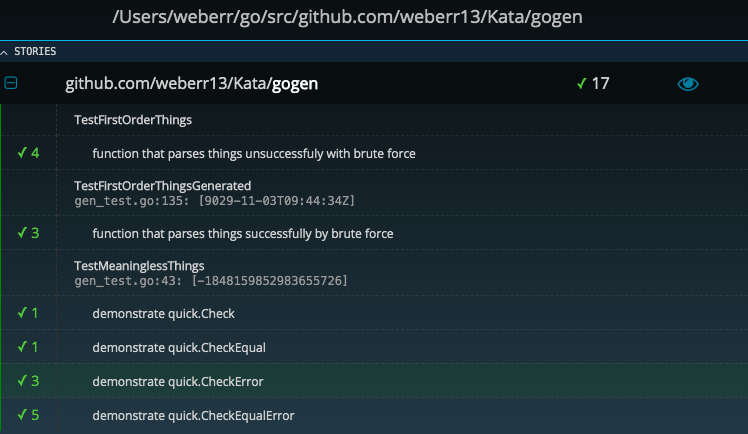 /Users/weberr/go/src/github.com/weberr13/Kata/gogen
STORIES
github.com/weberr13/Kata/gogen ✓ 17
TestFirstOrderThings
✓ 4 function that parses things unsuccessfuly with brute force
TestFirstOrderThingsGenerated
gen_test.go:135: [9029-11-03T09:44:34Z]
✓ 3 function that parses things successfully by brute force
TestMeaninglessThings
gen_test.go:43: [-1848159852983655726]
✓ 1 demonstrate quick.Check
✓ 1 demonstrate quick.CheckEqual
✓ 3 demonstrate quick.CheckError
✓ 5 demonstrate quick.CheckEqualError